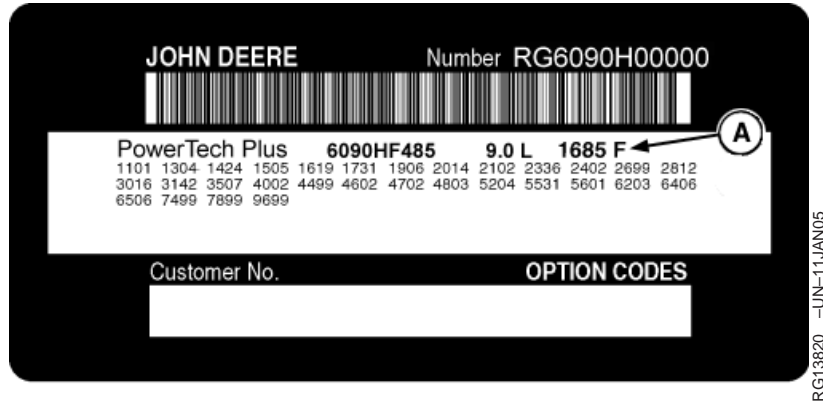 JOHN DEERE Number RG6090H00000
A
PowerTech Plus 6090HF485 9.0 L 1685 F
1101 1304 1424 1505 1619 1731 1906 2014 2102 2336 2402 2699 2812
3016 3142 3507 4002 4499 4602 4702 4803 5204 5531 5601 6203 6406
6506 7499 7899 9699
Customer No. OPTION CODES
RG13820 –UN–11JAN05